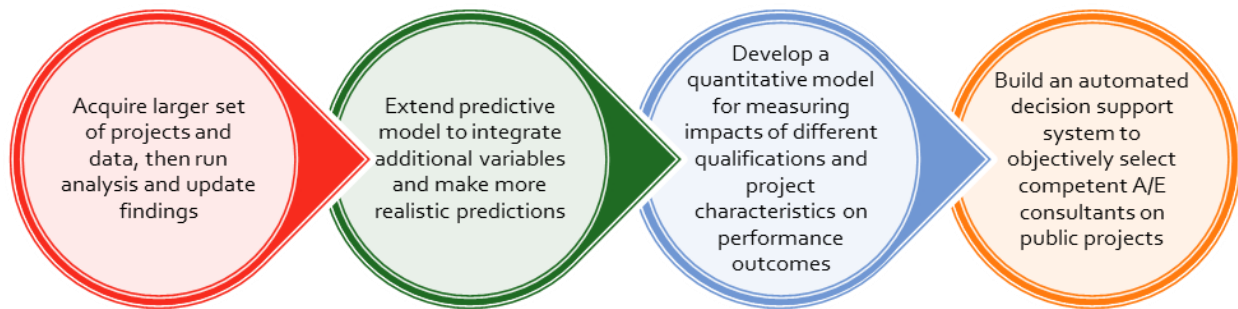 Acquire larger set
of projects and
data, then run
analysis and update
findings
Extend predictive
model to integrate
additional variables
and make more
realistic predictions
Develop a
quantitative model
for measuring
impacts of different
qualifications and
project
characteristics on
performance
outcomes
Build an automated
decision support
system to
objectively select
competent A/E
consultants on
public projects